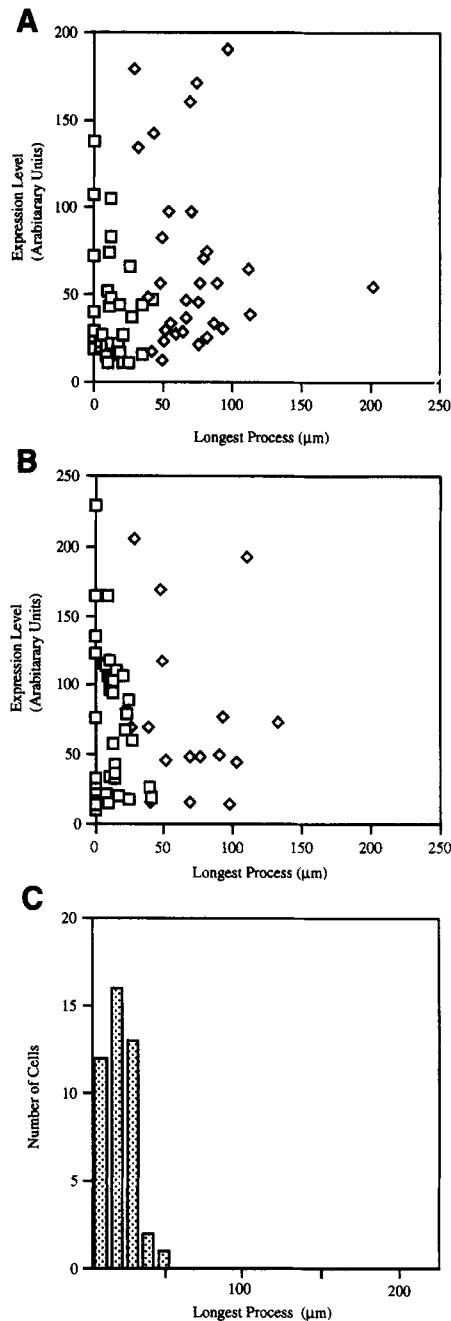 A
Expression Level
(Arabitarary Units)
200
150
100
50
0
0 50 100 150 200 250
Longest Process (μm)
B
Expression Level
(Arabitarary Units)
250
200
150
100
50
0
0 50 100 150 200 250
Longest Process (μm)
C
Number of Cells
20
15
10
5
0
100 200
Longest Process (μm)